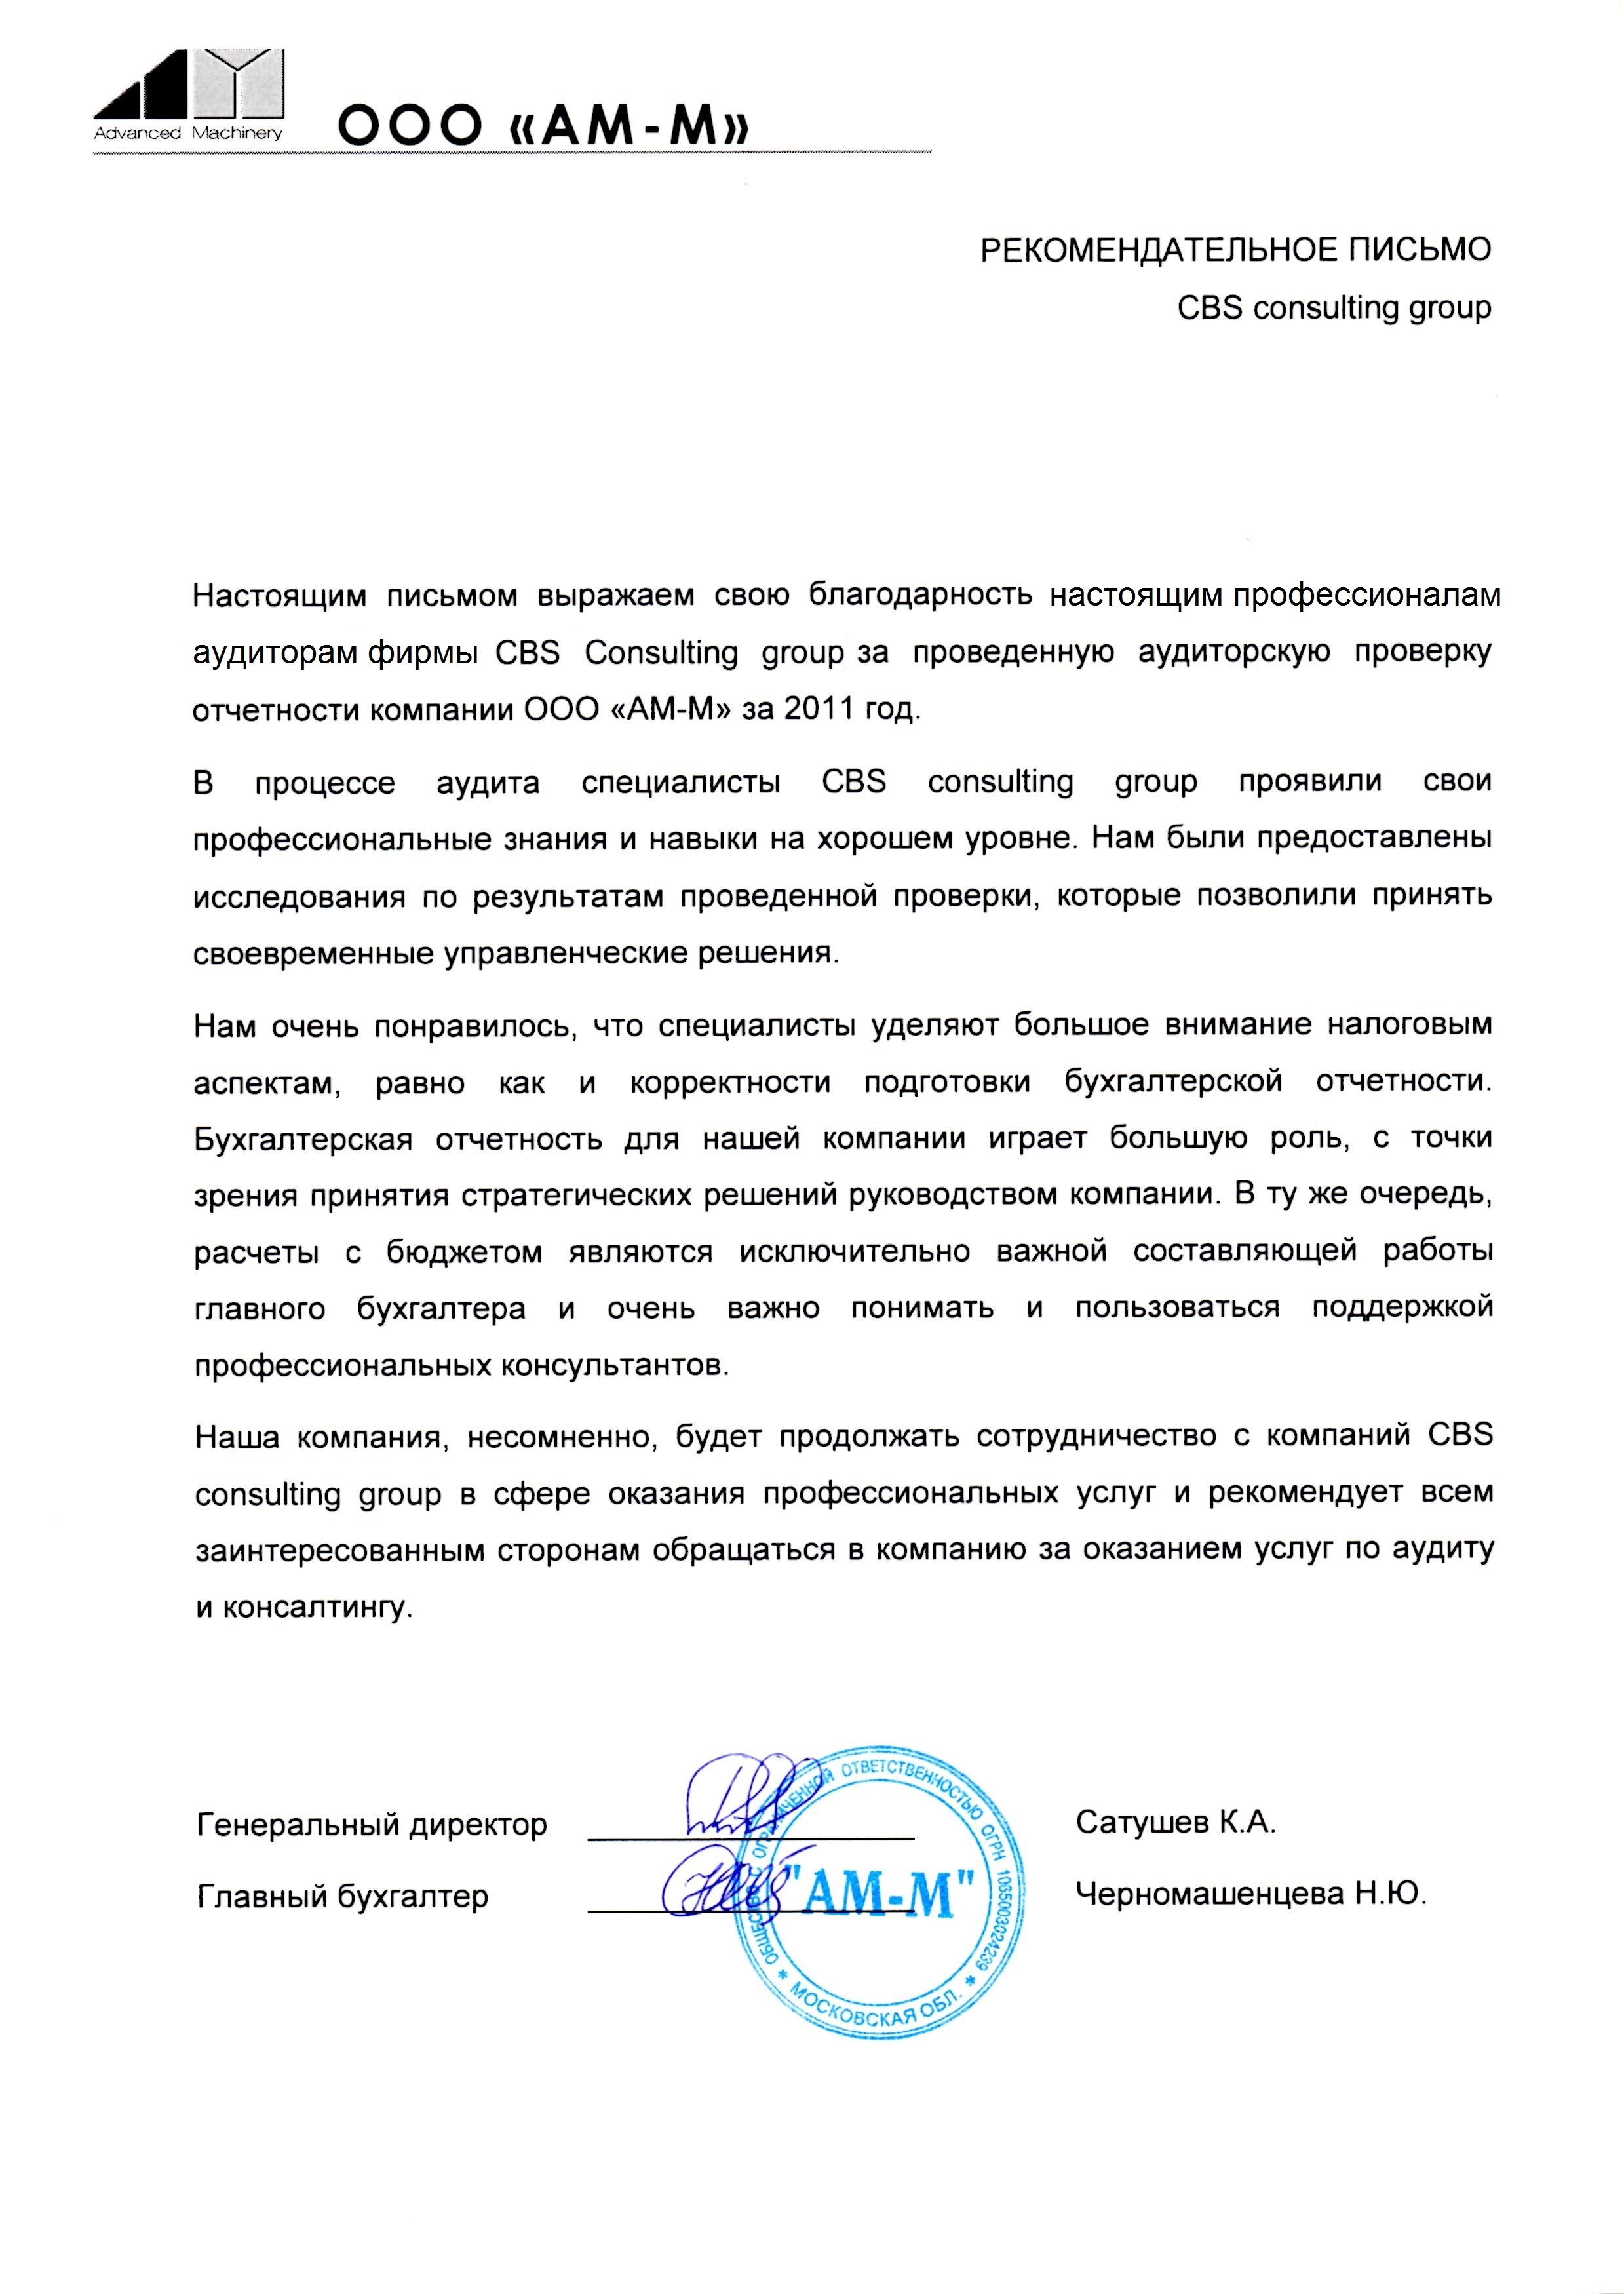 Advanced Machinery
ООО «АМ-М»
РЕКОМЕНДАТЕЛЬНОЕ ПИСЬМО
CBS consulting group
Настоящим письмом выражаем свою благодарность настоящим профессионалам
аудиторам фирмы CBS Consulting group за проведенную аудиторскую проверку
отчетности компании ООО «АМ-М» за 2011 год.
В процессе аудита специалисты CBS consulting group проявили свои
профессиональные знания и навыки на хорошем уровне. Нам были предоставлены
исследования по результатам проведенной проверки, которые позволили принять
своевременные управленческие решения.
Нам очень понравилось, что специалисты уделяют большое внимание налоговым
аспектам, равно как и корректности подготовки бухгалтерской отчетности.
Бухгалтерская отчетность для нашей компании играет большую роль, с точки
зрения принятия стратегических решений руководством компании. В ту же очередь,
расчеты с бюджетом являются исключительно важной составляющей работы
главного бухгалтера и очень важно понимать и пользоваться поддержкой
профессиональных консультантов.
Наша компания, несомненно, будет продолжать сотрудничество с компаний CBS
consulting group в сфере оказания профессиональных услуг и рекомендует всем
заинтересованным сторонам обращаться в компанию за оказанием услуг по аудиту
и консалтингу.
Генеральный директор Сатушев К.А.
Главный бухгалтер Черномашенцева Н.Ю.
ОБЩЕСТВО С ОГРАНИЧЕННОЙ ОТВЕТСТВЕННОСТЬЮ ОГРН 1065003024239
"АМ-М"
* МОСКОВСКАЯ ОБЛ. *